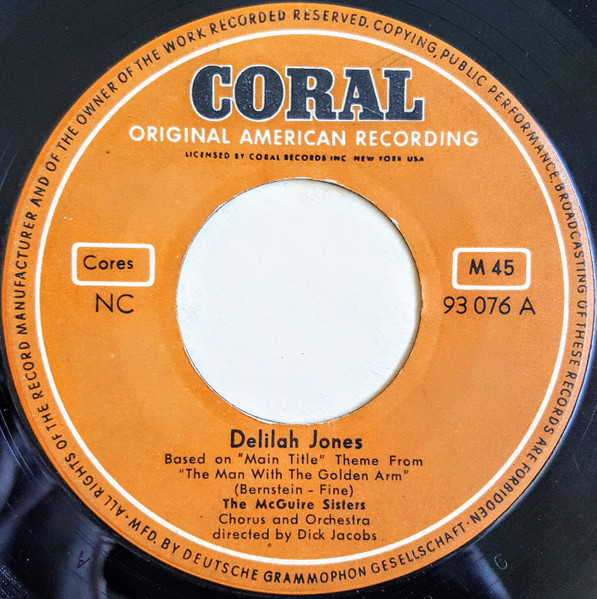 CORAL
ORIGINAL AMERICAN RECORDING
LICENSED BY CORAL RECORDS INC. NEW YORK USA
Cores
NC
M 45
93 076 A
Delilah Jones
Based on "Main Title" Theme From
"The Man With The Golden Arm"
(Bernstein - Fine)
The McGuire Sisters
Chorus and Orchestra
directed by Dick Jacobs
ALL RIGHTS OF THE RECORD MANUFACTURER AND OF THE OWNER OF THE WORK RECORDED RESERVED. COPYING, PUBLIC PERFORMANCE, BROADCASTING OF THESE RECORDS ARE FORBIDDEN
· MFD. BY DEUTSCHE GRAMMOPHON GESELLSCHAFT ·